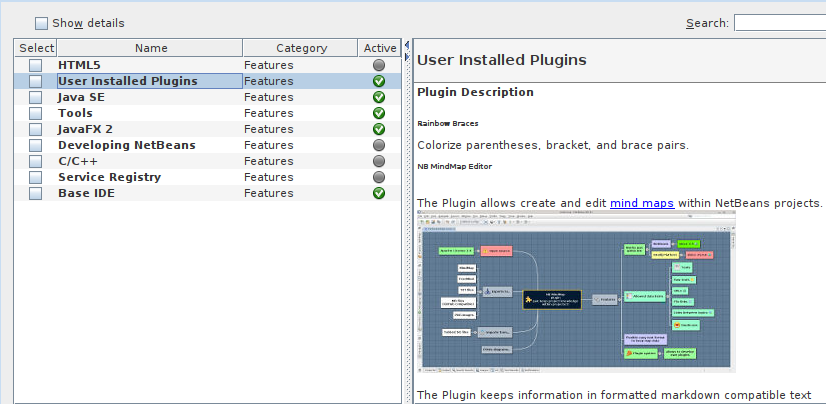 Show details
Search:
Select Name Category Active
HTML5 Features
User Installed Plugins Features
Java SE Features
Tools Features
JavaFX 2 Features
Developing NetBeans Features
C/C++ Features
Service Registry Features
Base IDE Features
User Installed Plugins
Plugin Description
Rainbow Braces
Colorize parentheses, bracket, and brace pairs.
NB MindMap Editor
The Plugin allows create and edit mind maps within NetBeans projects.
The Plugin keeps information in formatted markdown compatible text